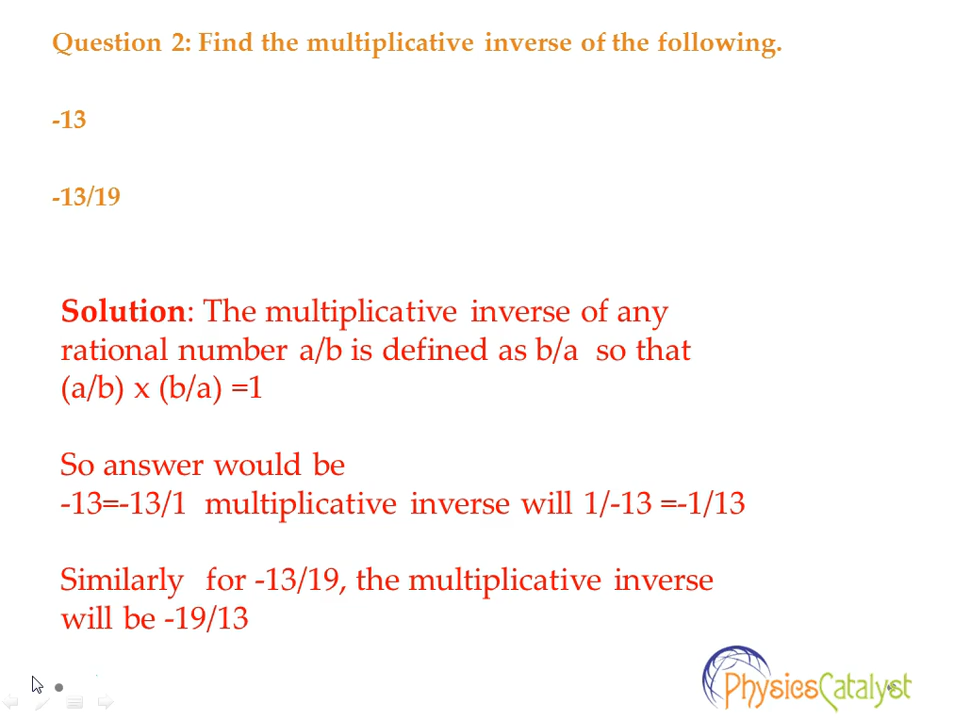 Question 2: Find the multiplicative inverse of the following.
-13
-13/19
Solution: The multiplicative inverse of any
rational number a/b is defined as b/a so that
(a/b) x (b/a) =1
So answer would be
-13=-13/1 multiplicative inverse will 1/-13 =-1/13
Similarly for -13/19, the multiplicative inverse
will be -19/13
PhysicsCatalyst